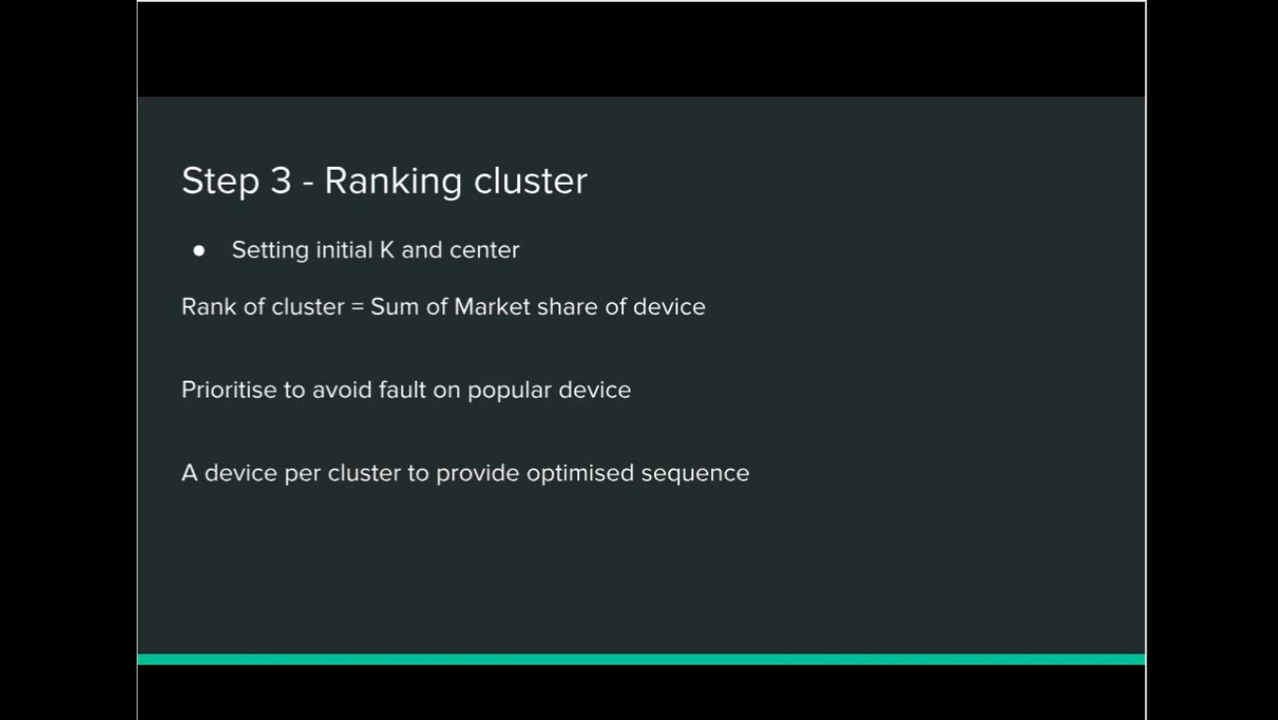 Step 3 - Ranking cluster
● Setting initial K and center
Rank of cluster = Sum of Market share of device
Prioritise to avoid fault on popular device
A device per cluster to provide optimised sequence